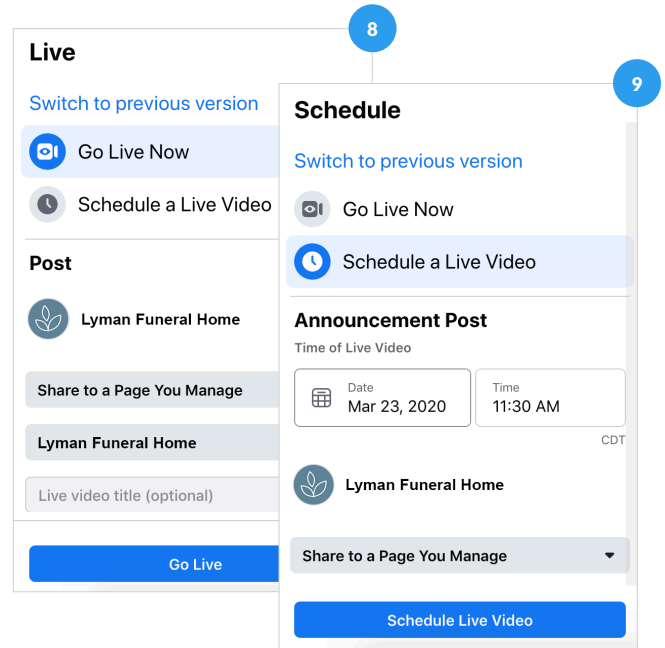 8
Live
Switch to previous version
Go Live Now
Schedule a Live Video
Post
Lyman Funeral Home
Share to a Page You Manage
Lyman Funeral Home
Live video title (optional)
Go Live
9
Schedule
Switch to previous version
Go Live Now
Schedule a Live Video
Announcement Post
Time of Live Video
Date
Mar 23, 2020
Time
11:30 AM
CDT
Lyman Funeral Home
Share to a Page You Manage
Schedule Live Video